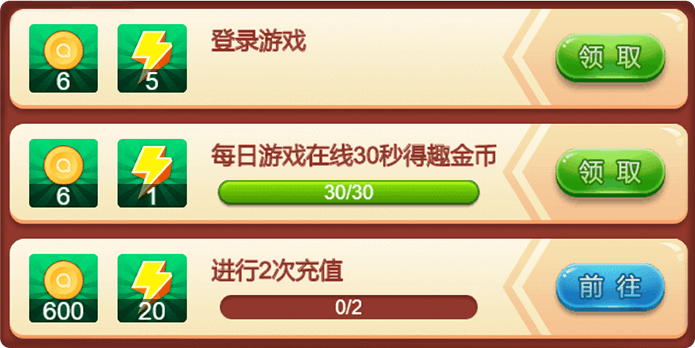 登录游戏
6 5
领取
每日游戏在线30秒得趣金币
6 1
30/30
领取
进行2次充值
600 20
0/2
前往